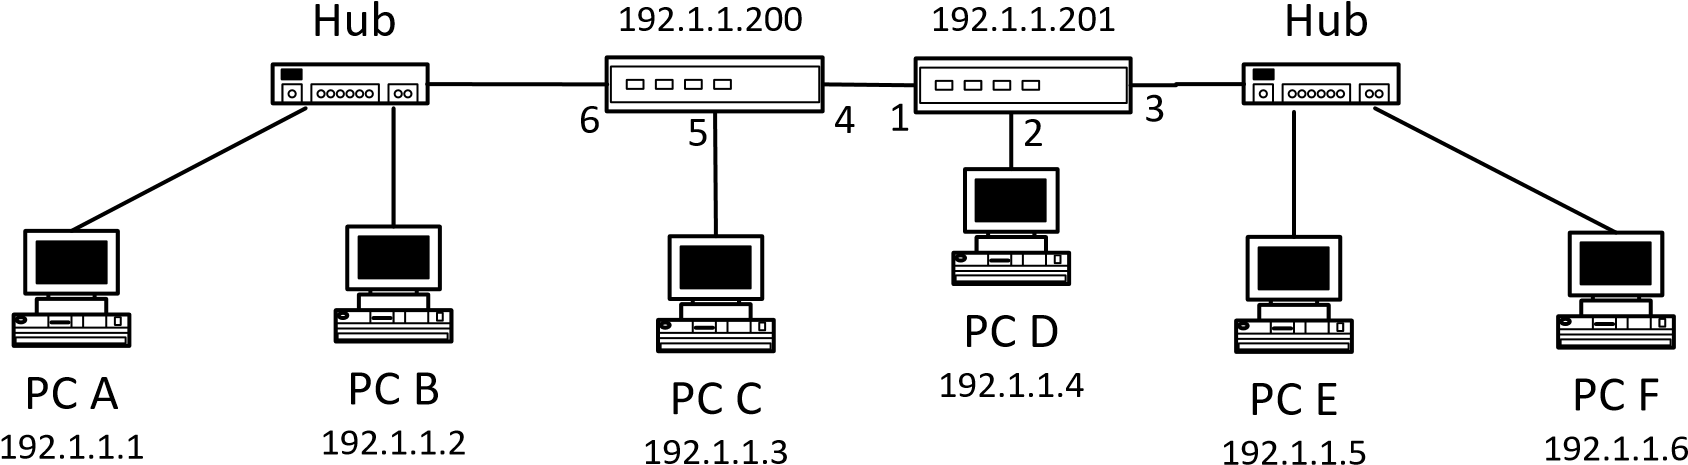 Hub
192.1.1.200
192.1.1.201
Hub
6
5
4
1
2
3
PC A
192.1.1.1
PC B
192.1.1.2
PC C
192.1.1.3
PC D
192.1.1.4
PC E
192.1.1.5
PC F
192.1.1.6